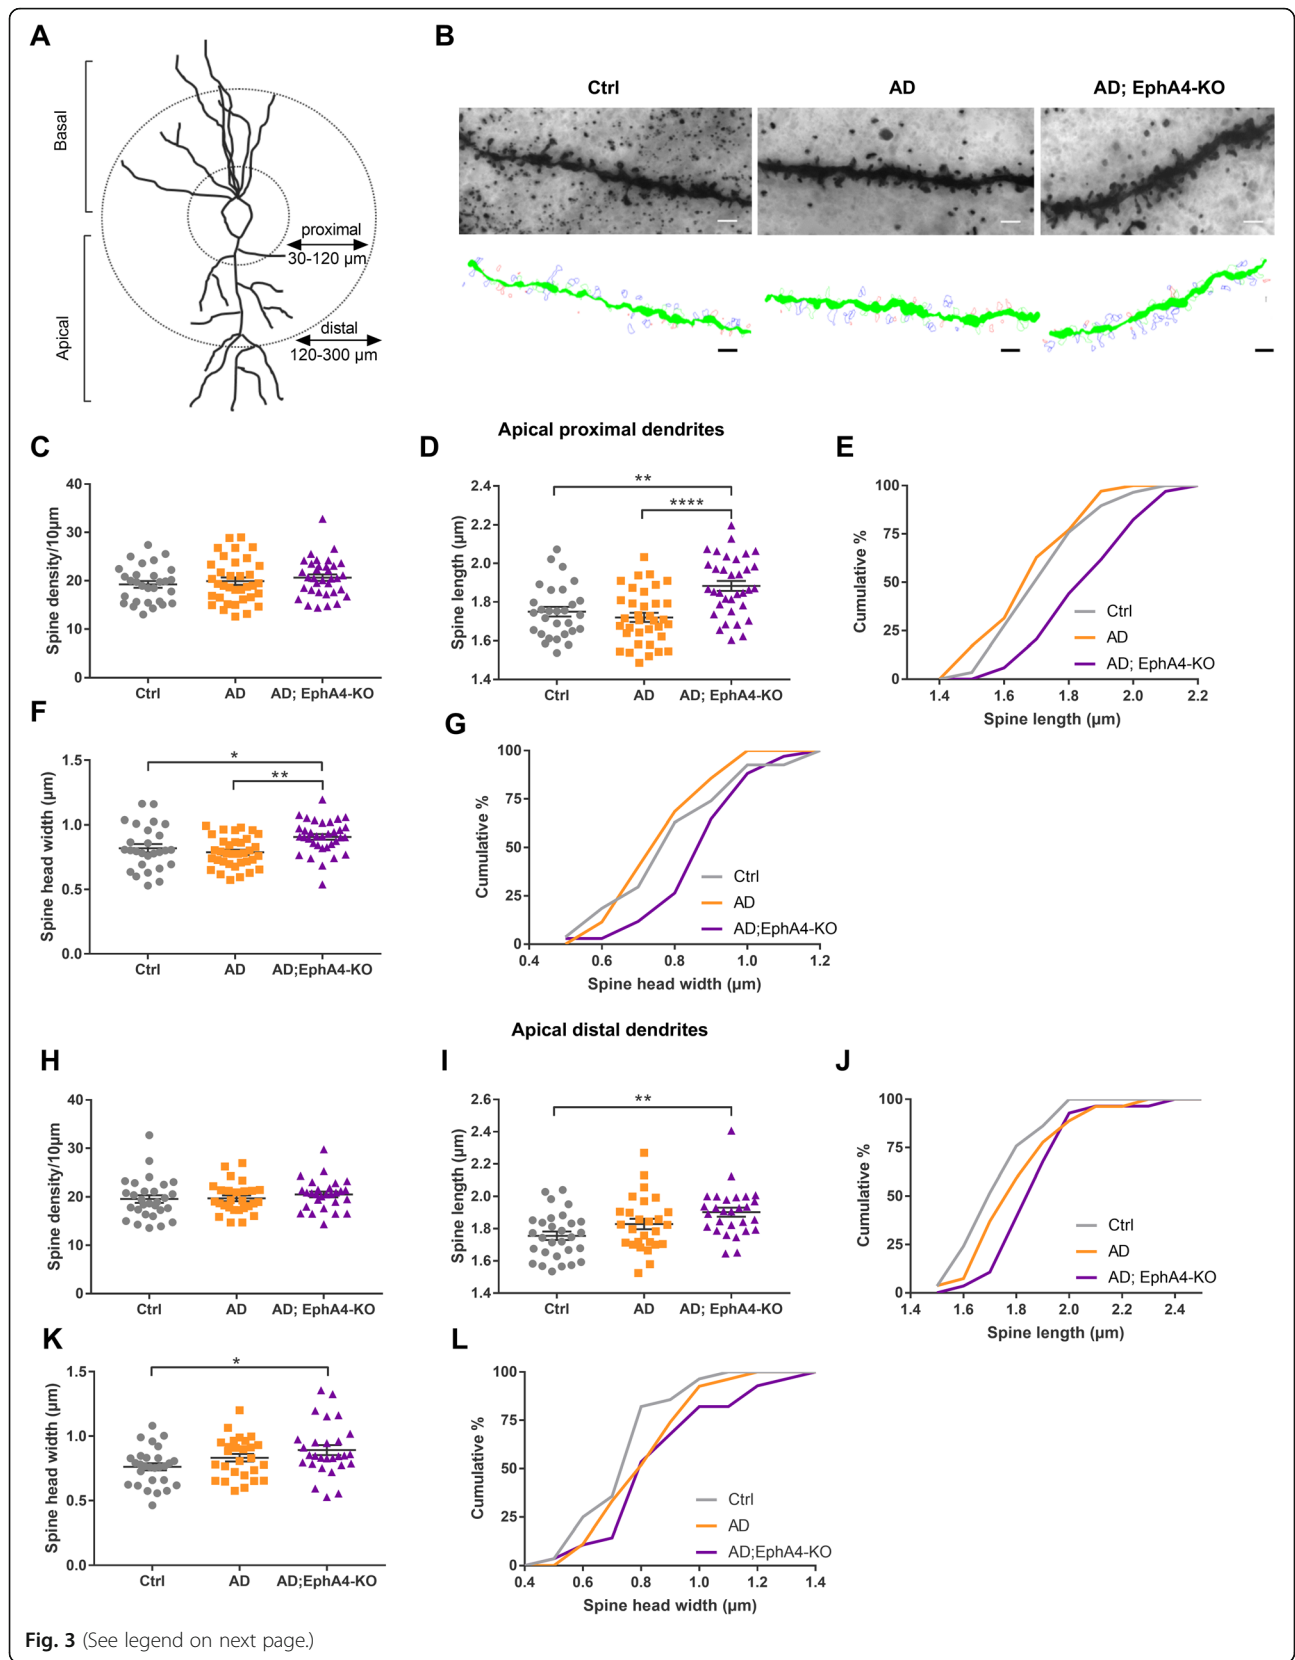 A
Basal
Apical
proximal
30-120 µm
distal
120-300 µm
B
Ctrl
AD
AD; EphA4-KO
Apical proximal dendrites
C
Spine density/10µm
40
30
20
10
0
Ctrl
AD
AD; EphA4-KO
D
Spine length (µm)
2.4
2.2
2.0
1.8
1.6
1.4
**
****
Ctrl
AD
AD; EphA4-KO
E
Cumulative %
100
75
50
25
0
Ctrl
AD
AD; EphA4-KO
1.4 1.6 1.8 2.0 2.2
Spine length (µm)
F
Spine head width (µm)
1.5
1.0
0.5
0.0
*
**
Ctrl
AD
AD;EphA4-KO
G
Cumulative %
100
75
50
25
0
Ctrl
AD
AD;EphA4-KO
0.4 0.6 0.8 1.0 1.2
Spine head width (µm)
Apical distal dendrites
H
Spine density/10µm
40
30
20
10
0
Ctrl
AD
AD; EphA4-KO
I
Spine length (µm)
2.6
2.4
2.2
2.0
1.8
1.6
1.4
**
Ctrl
AD
AD; EphA4-KO
J
Cumulative %
100
75
50
25
0
Ctrl
AD
AD; EphA4-KO
1.4 1.6 1.8 2.0 2.2 2.4
Spine length (µm)
K
Spine head width (µm)
1.5
1.0
0.5
0.0
*
Ctrl
AD
AD;EphA4-KO
L
Cumulative %
100
75
50
25
0
Ctrl
AD
AD;EphA4-KO
0.4 0.6 0.8 1.0 1.2 1.4
Spine head width (µm)
Fig. 3 (See legend on next page.)